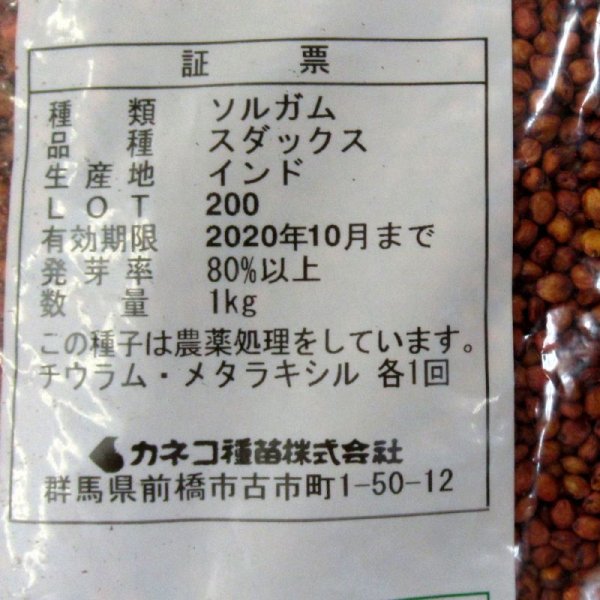 証票
種類 ソルガム
品種 スダックス
生産地 インド
LOT 200
有効期限 2020年10月まで
発芽率 80%以上
数量 1kg
この種子は農薬処理をしています。
チウラム・メタラキシル 各1回
カネコ種苗株式会社
群馬県前橋市古市町1-50-12